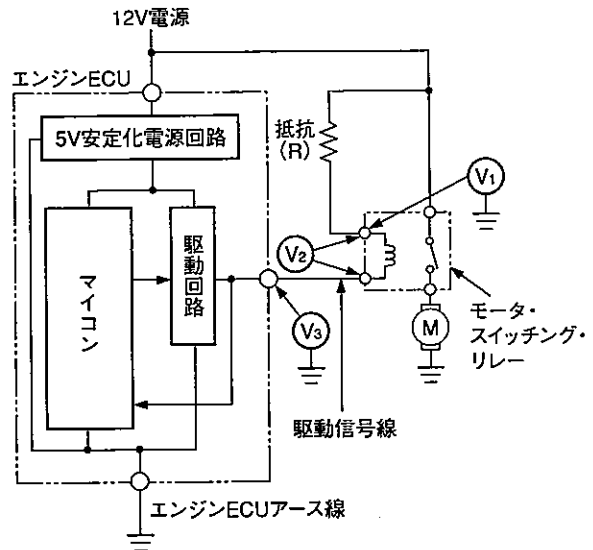 12V電源
エンジンECU
5V安定化電源回路
抵抗
(R)
V1
V2
マイコン
駆動回路
V3
M
モータ・
スイッチング・
リレー
駆動信号線
エンジンECUアース線